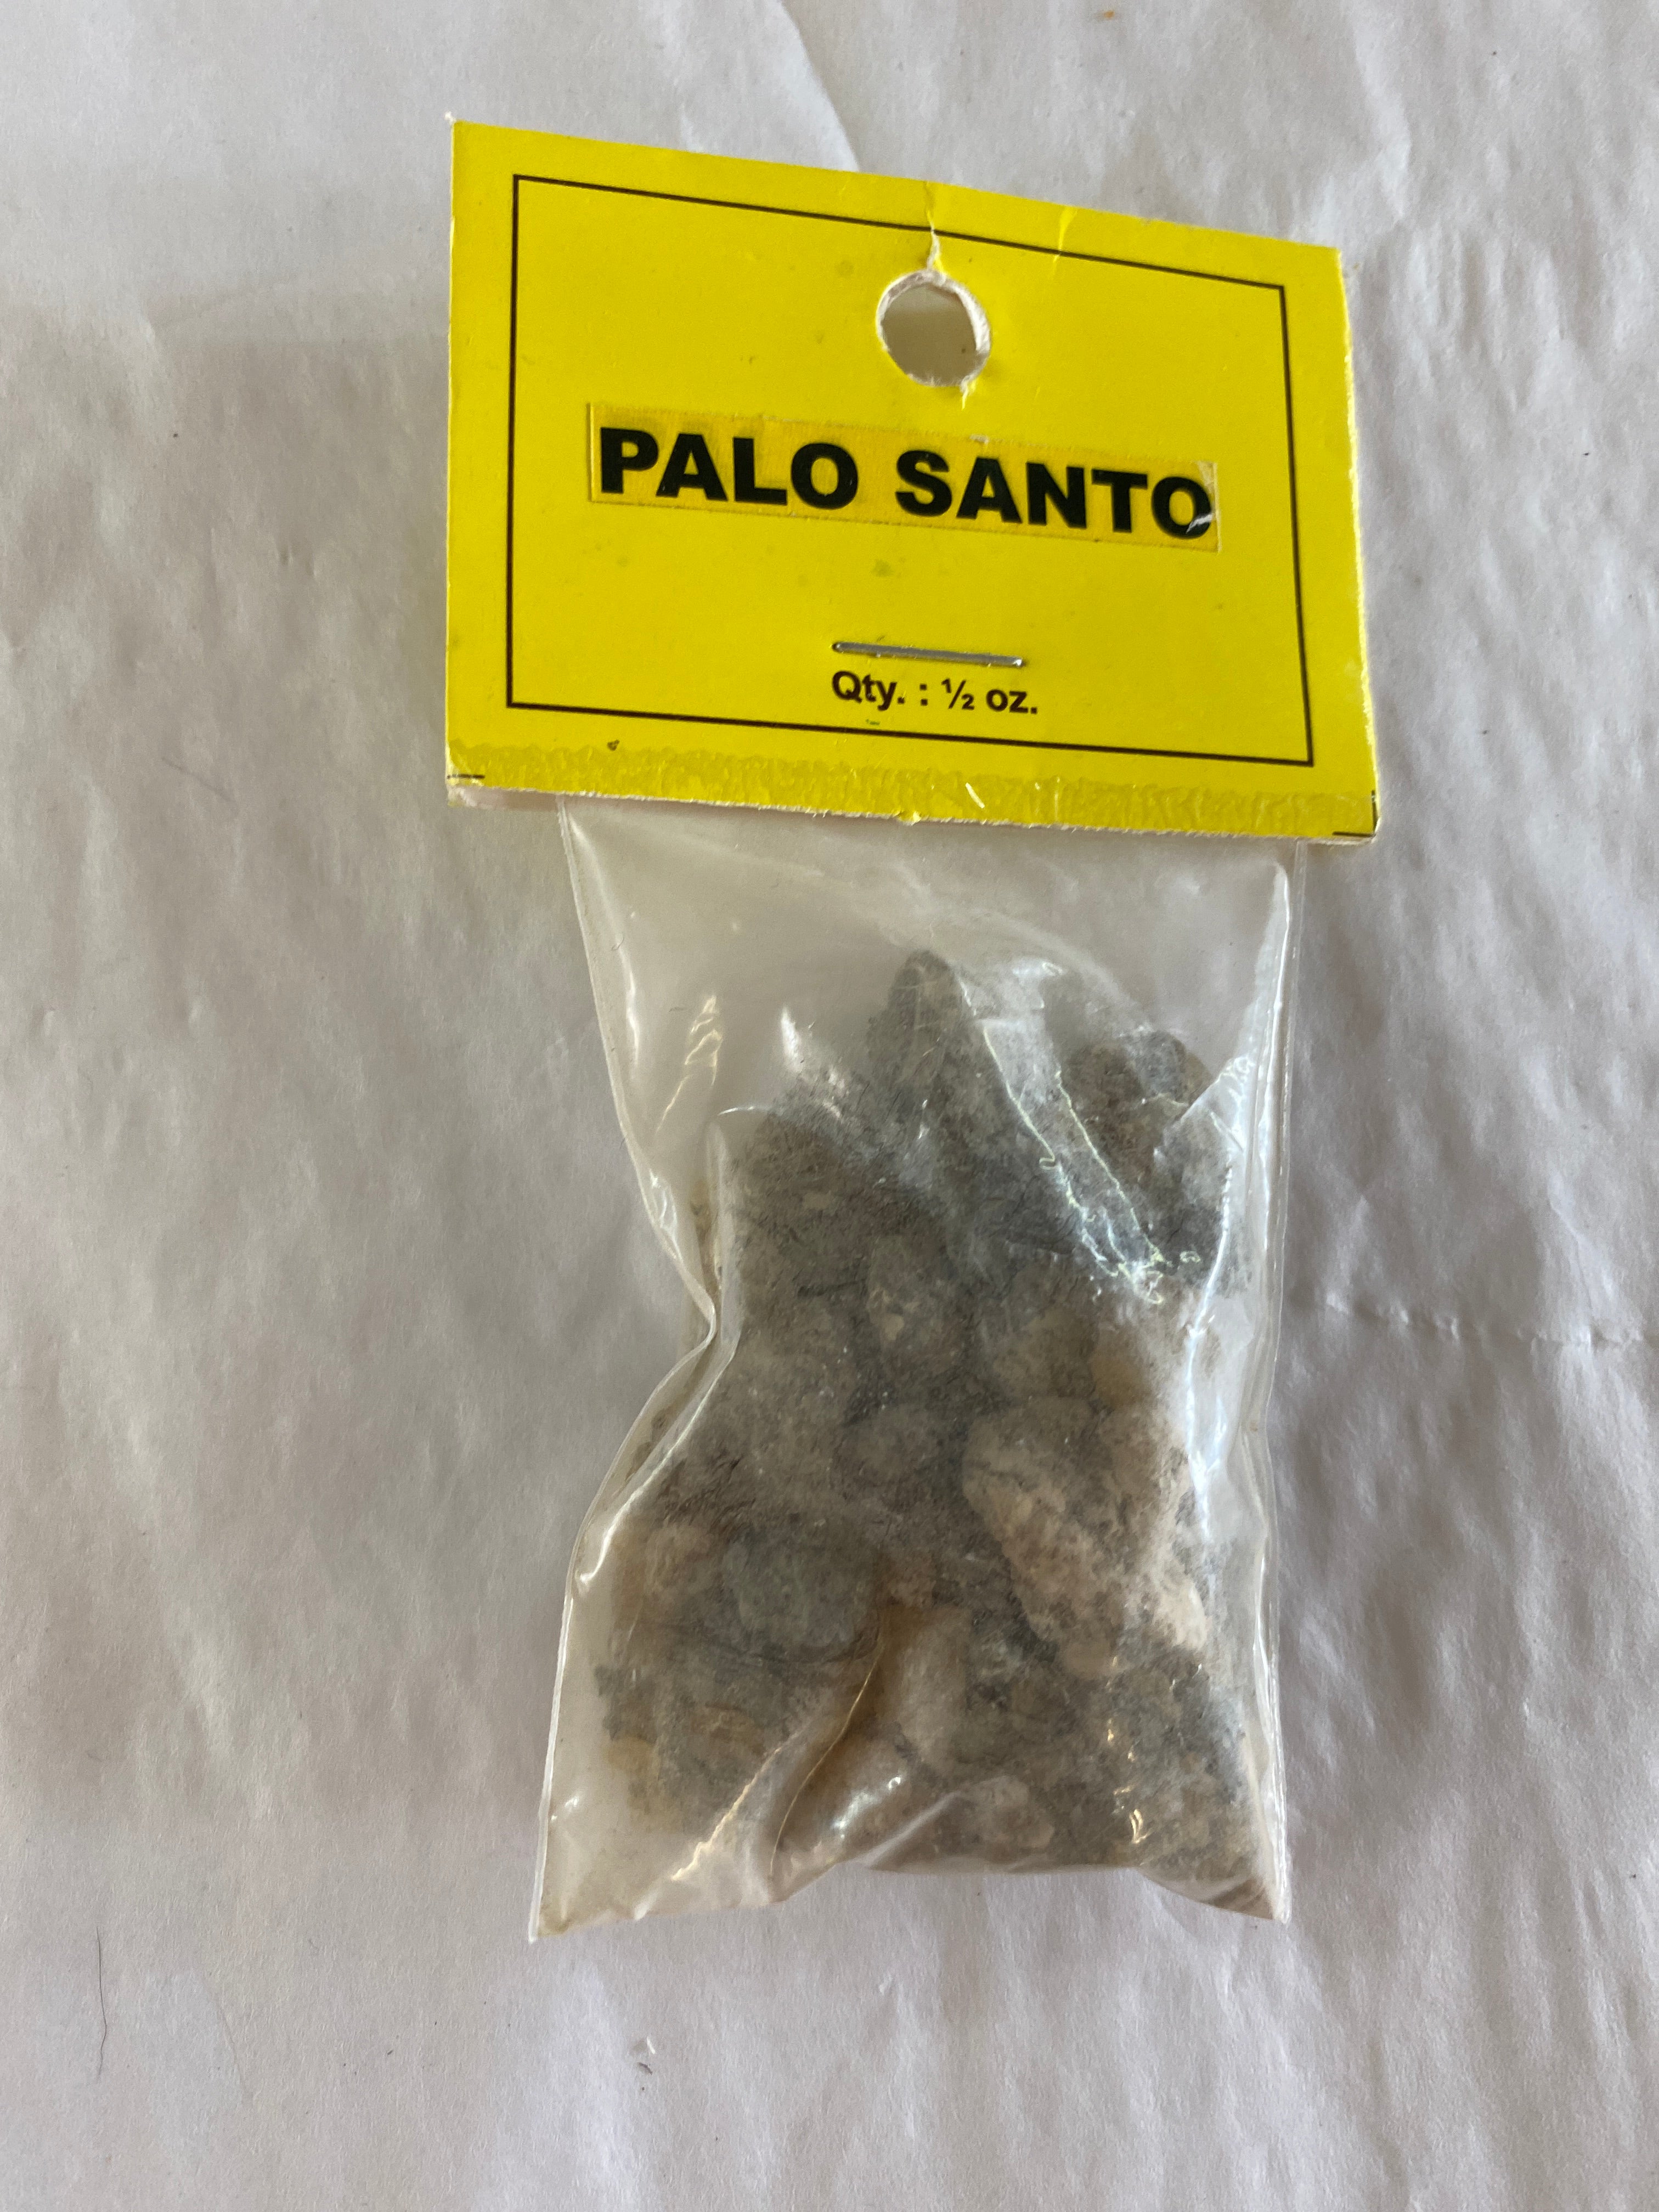 PALO SANTO
Qty. : ½ oz.